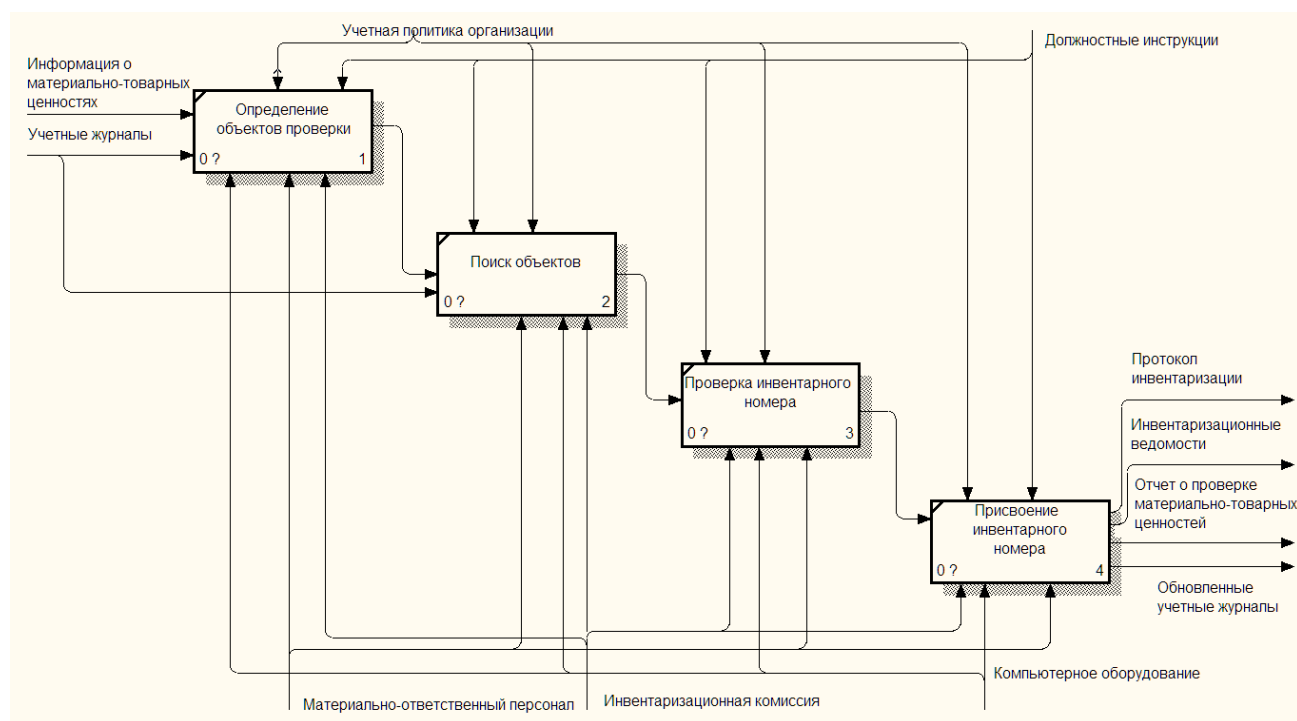 Учетная политика организации
Должностные инструкции
Информация о
материально-товарных
ценностях
Учетные журналы
Определение
объектов проверки
0 ? 1
Поиск объектов
0 ? 2
Проверка инвентарного
номера
0 ? 3
Присвоение
инвентарного
номера
0 ? 4
Протокол
инвентаризации
Инвентаризационные
ведомости
Отчет о проверке
материально-товарных
ценностей
Обновленные
учетные журналы
Компьютерное оборудование
Материально-ответственный персонал
Инвентаризационная комиссия